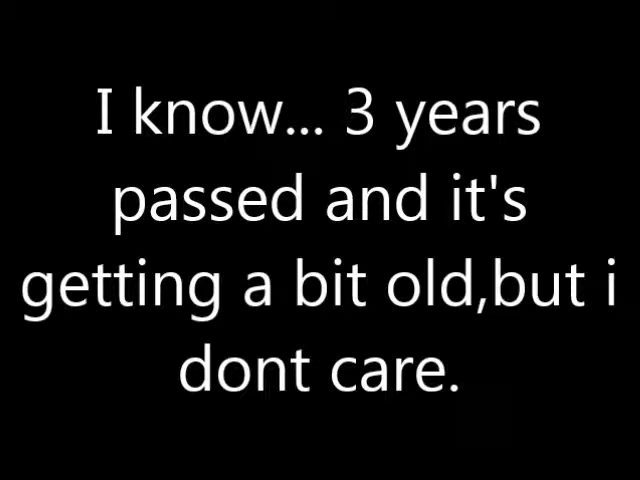 I know... 3 years
passed and it's
getting a bit old,but i
dont care.